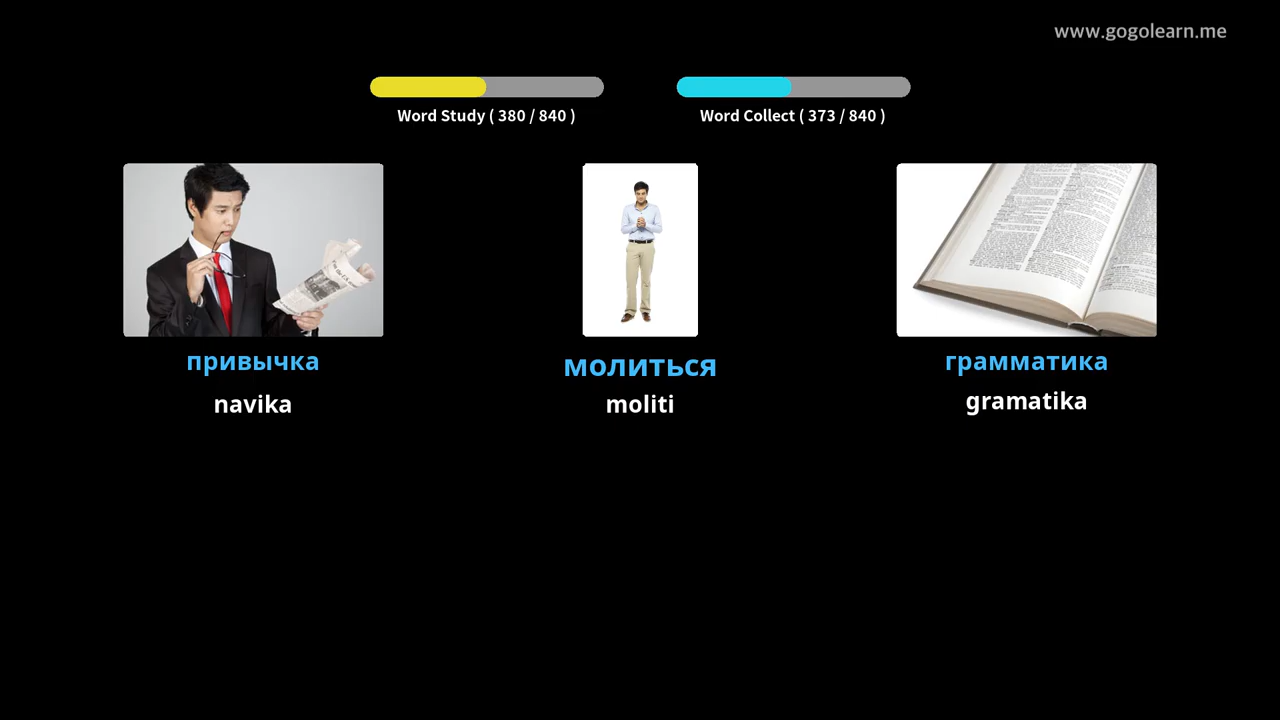 www.gogolearn.me
Word Study ( 380 / 840 )
Word Collect ( 373 / 840 )
привычка
молиться
грамматика
navika
moliti
gramatika